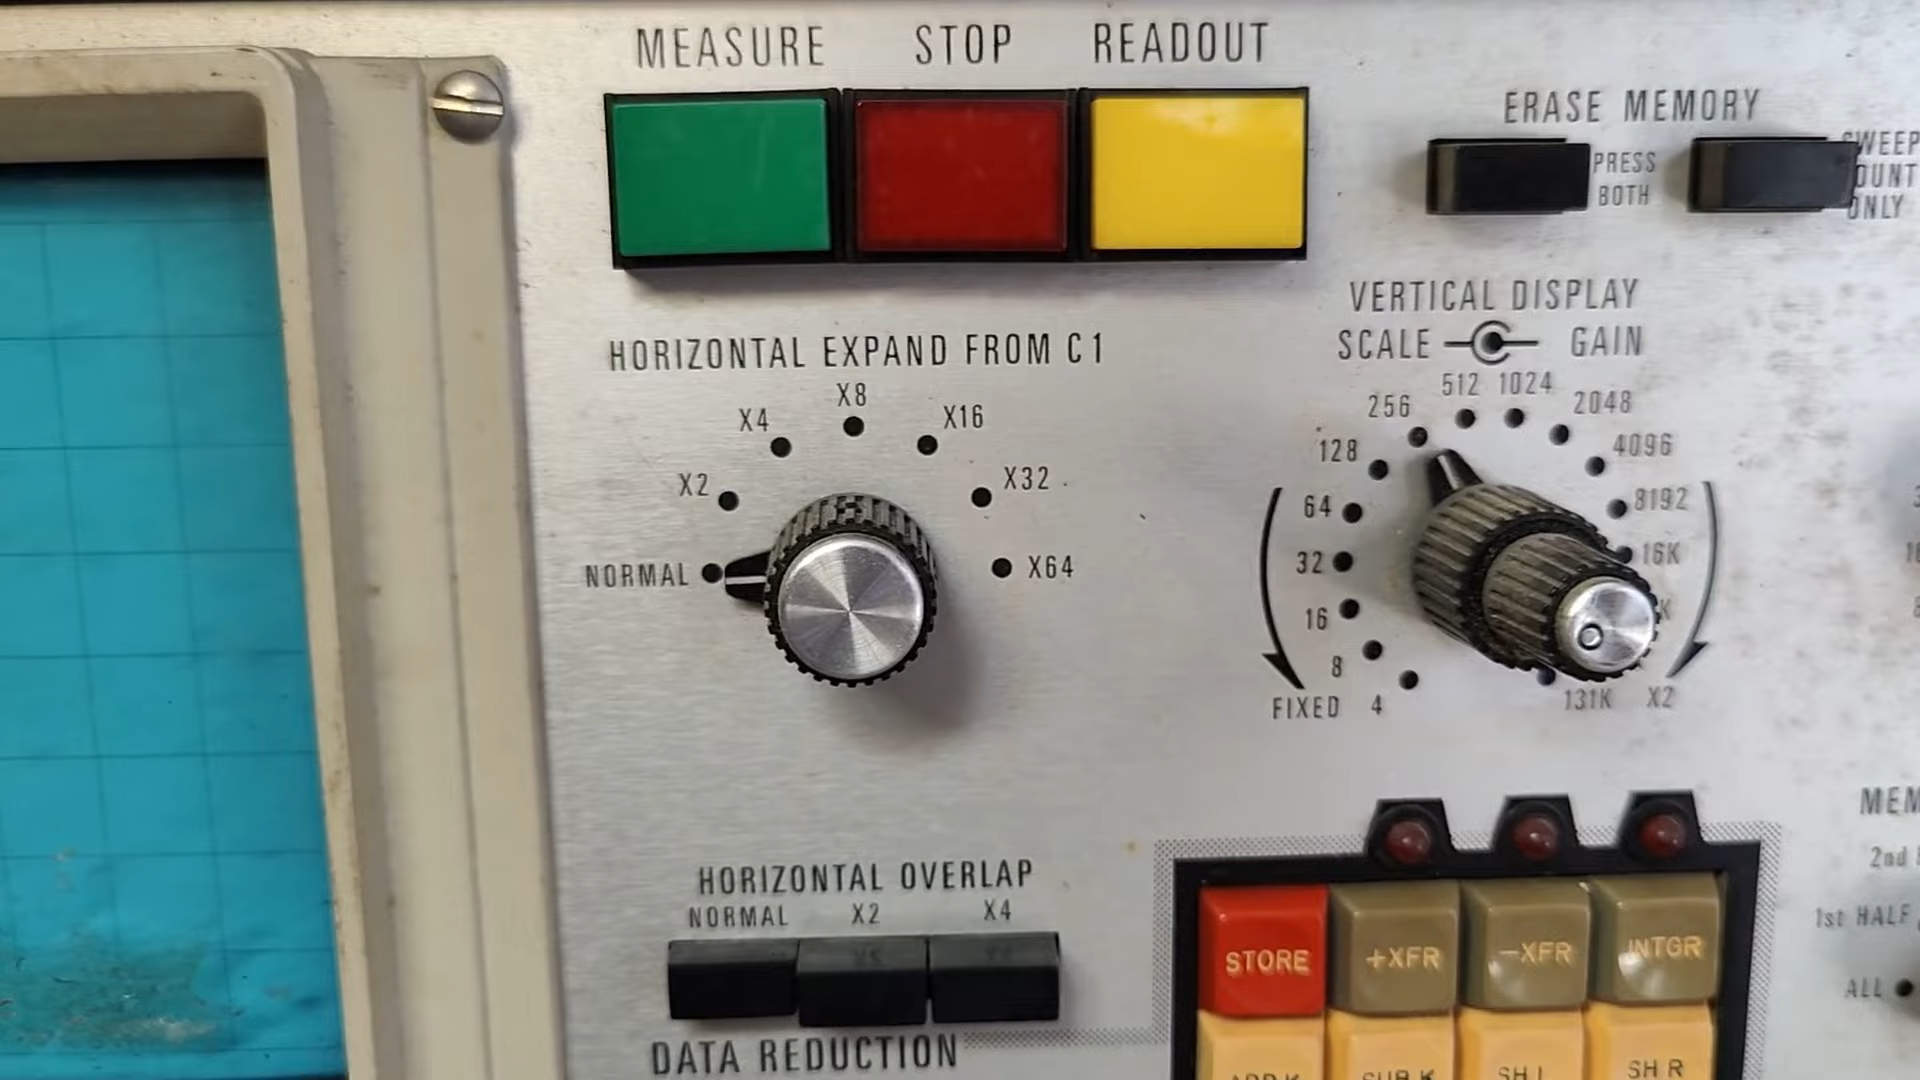 MEASURE STOP READOUT
ERASE MEMORY
PRESS
BOTH
ONLY
VERTICAL DISPLAY
SCALE GAIN
HORIZONTAL EXPAND FROM C1
NORMAL X2 X4 X8 X16 X32 X64
FIXED 4 8 16 32 64 128 256 512 1024 2048 4096 8192 16K 131K X2
HORIZONTAL OVERLAP
NORMAL X2 X4
DATA REDUCTION
STORE +XFR -XFR INTGR
SH R
2nd
1st HALF
ALL